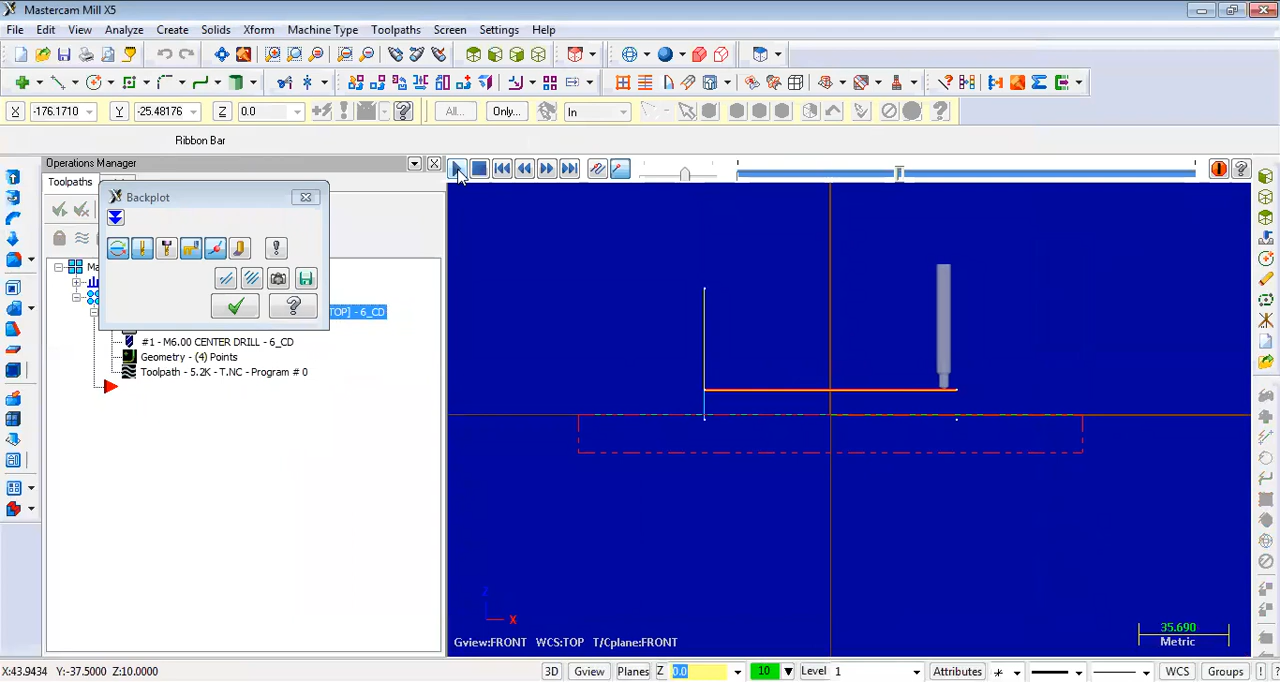 Mastercam Mill X5
File Edit View Analyze Create Solids Xform Machine Type Toolpaths Screen Settings Help
X -176.1710 Y -25.48176 Z 0.0 All... Only... In
Ribbon Bar
Operations Manager
Toolpaths
Backplot
TOP] - 6_CD
#1 - M6.00 CENTER DRILL - 6_CD
Geometry - (4) Points
Toolpath - 5.2K - T.NC - Program # 0
Z
X
Gview:FRONT WCS:TOP T/Cplane:FRONT
35.690
Metric
X:43.9434 Y:-37.5000 Z:10.0000 3D Gview Planes Z 0.0 10 Level 1 Attributes WCS Groups